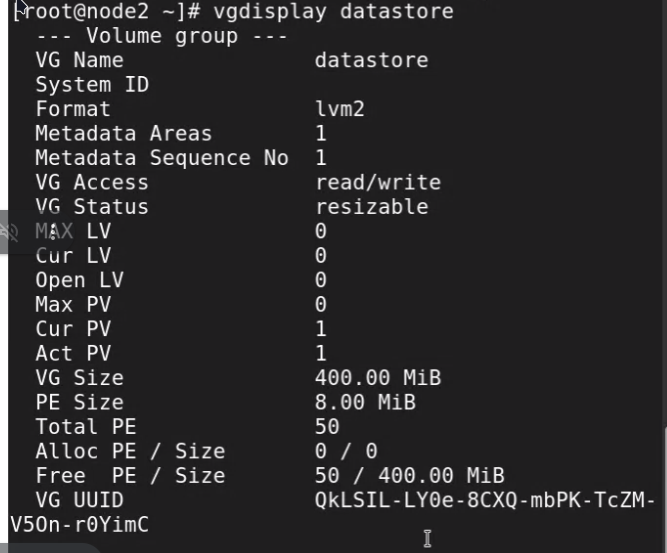 [root@node2 ~]# vgdisplay datastore
--- Volume group ---
VG Name datastore
System ID
Format lvm2
Metadata Areas 1
Metadata Sequence No 1
VG Access read/write
VG Status resizable
MAX LV 0
Cur LV 0
Open LV 0
Max PV 0
Cur PV 1
Act PV 1
VG Size 400.00 MiB
PE Size 8.00 MiB
Total PE 50
Alloc PE / Size 0 / 0
Free PE / Size 50 / 400.00 MiB
VG UUID QkLSIL-LY0e-8CXQ-mbPK-TcZM-
V5On-r0YimC